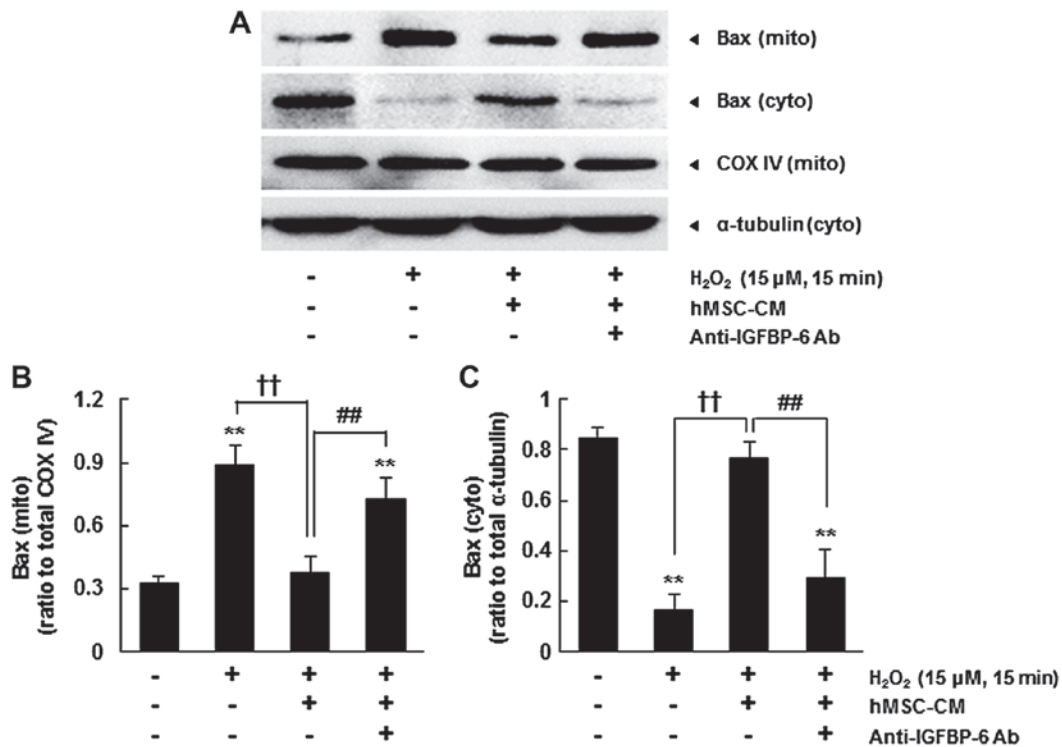 A
Bax (mito)
Bax (cyto)
COX IV (mito)
α-tubulin (cyto)
- + + + H₂O₂ (15 μM, 15 min)
- - + + hMSC-CM
- - - + Anti-IGFBP-6 Ab
B
Bax (mito)
(ratio to total COX IV)
1.2
0.9
0.6
0.3
0
**
††
##
**
- + + +
- - + +
- - - +
C
Bax (cyto)
(ratio to total α-tubulin)
1
0.8
0.6
0.4
0.2
0
††
##
**
**
- + + + H₂O₂ (15 μM, 15 min)
- - + + hMSC-CM
- - - + Anti-IGFBP-6 Ab